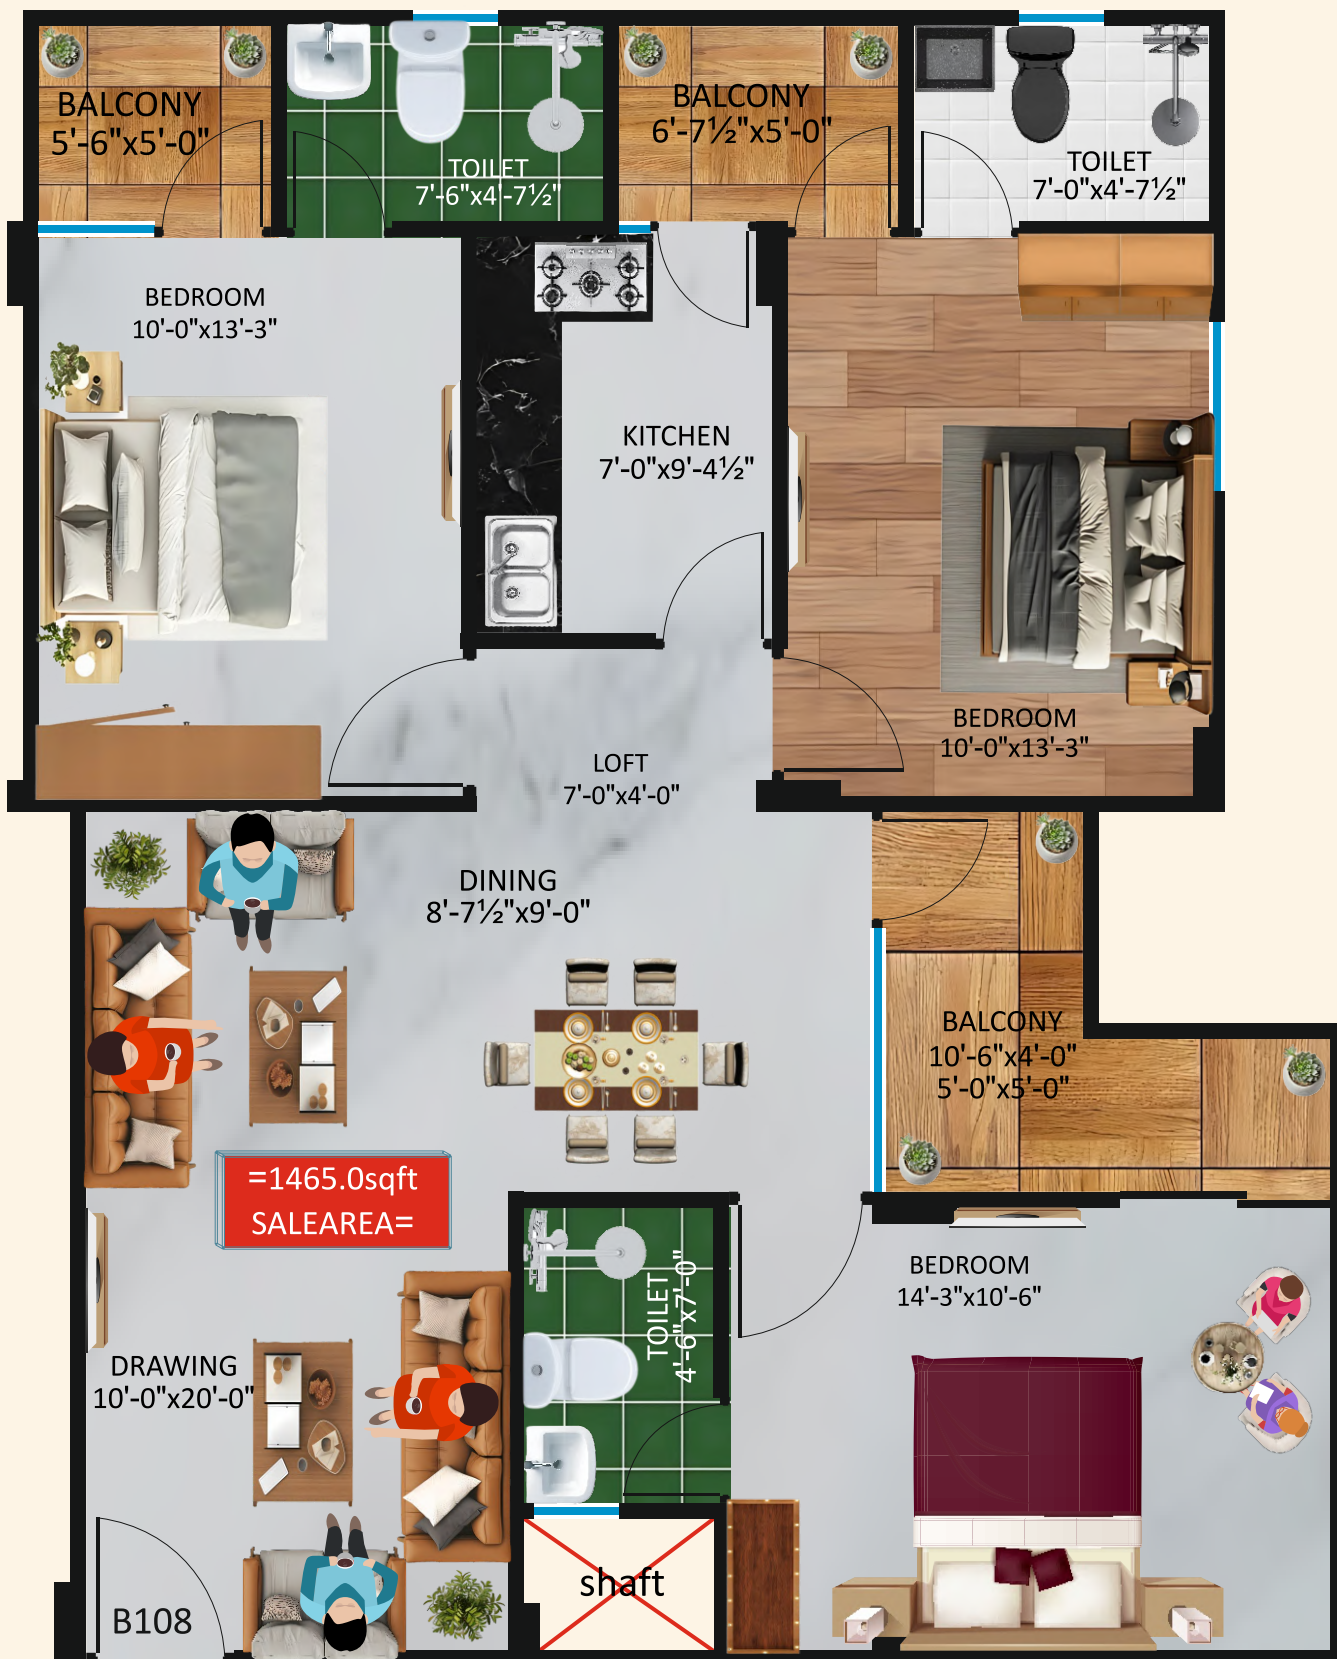 BALCONY
5'-6"x5'-0"
TOILET
7'-6"x4'-7½"
BALCONY
6'-7½"x5'-0"
TOILET
7'-0"x4'-7½"
BEDROOM
10'-0"x13'-3"
KITCHEN
7'-0"x9'-4½"
BEDROOM
10'-0"x13'-3"
LOFT
7'-0"x4'-0"
DINING
8'-7½"x9'-0"
BALCONY
10'-6"x4'-0"
5'-0"x5'-0"
=1465.0sqft
SALEAREA=
BEDROOM
14'-3"x10'-6"
TOILET
4'-6"x7'-0"
DRAWING
10'-0"x20'-0"
shaft
B108